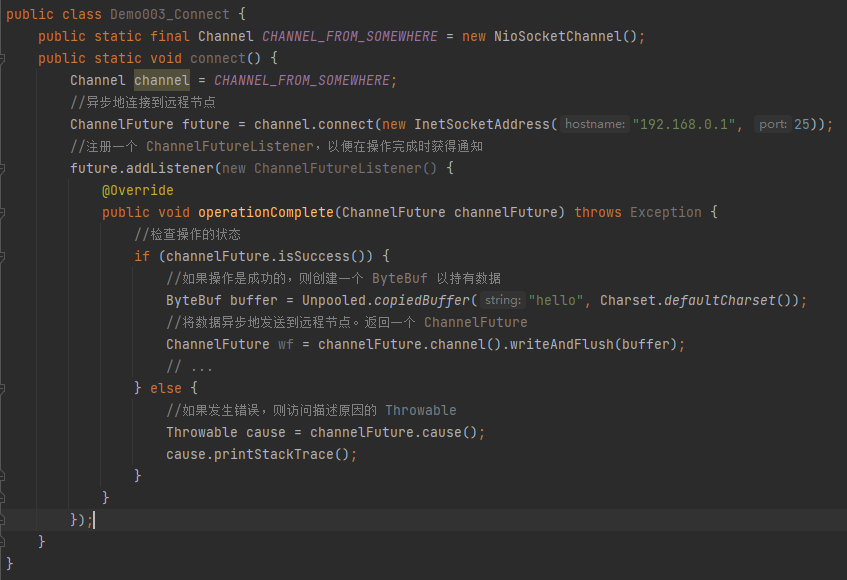 public class Demo003_Connect {
public static final Channel CHANNEL_FROM_SOMEWHERE = new NioSocketChannel();
public static void connect() {
Channel channel = CHANNEL_FROM_SOMEWHERE;
//异步地连接到远程节点
ChannelFuture future = channel.connect(new InetSocketAddress( hostname: "192.168.0.1", port: 25));
//注册一个 ChannelFutureListener，以便在操作完成时获得通知
future.addListener(new ChannelFutureListener() {
@Override
public void operationComplete(ChannelFuture channelFuture) throws Exception {
//检查操作的状态
if (channelFuture.isSuccess()) {
//如果操作是成功的，则创建一个 ByteBuf 以持有数据
ByteBuf buffer = Unpooled.copiedBuffer( string: "hello", Charset.defaultCharset());
//将数据异步地发送到远程节点。返回一个 ChannelFuture
ChannelFuture wf = channelFuture.channel().writeAndFlush(buffer);
// ...
} else {
//如果发生错误，则访问描述原因的 Throwable
Throwable cause = channelFuture.cause();
cause.printStackTrace();
}
}
});
}
}